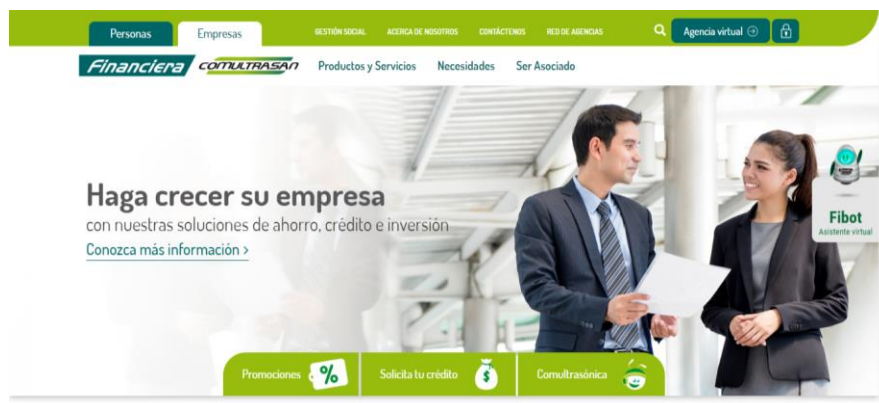 Personas
Empresas
GESTIÓN SOCIAL
ACERCA DE NOSOTROS
CONTÁCTENOS
RED DE AGENCIAS
Agencia virtual
Financiera
COMULTRASAN
Productos y Servicios
Necesidades
Ser Asociado
Haga crecer su empresa
con nuestras soluciones de ahorro, crédito e inversión
Conozca más información >
Fibot
Asistente virtual
Promociones %
Solicita tu crédito $
Comultrasónica